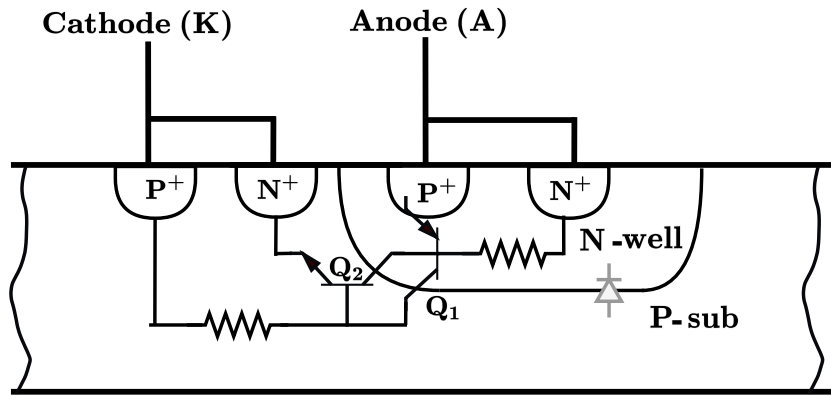 Cathode (K) Anode (A)
P+ N+ P+ N+
N-well
Q2
Q1
P-sub